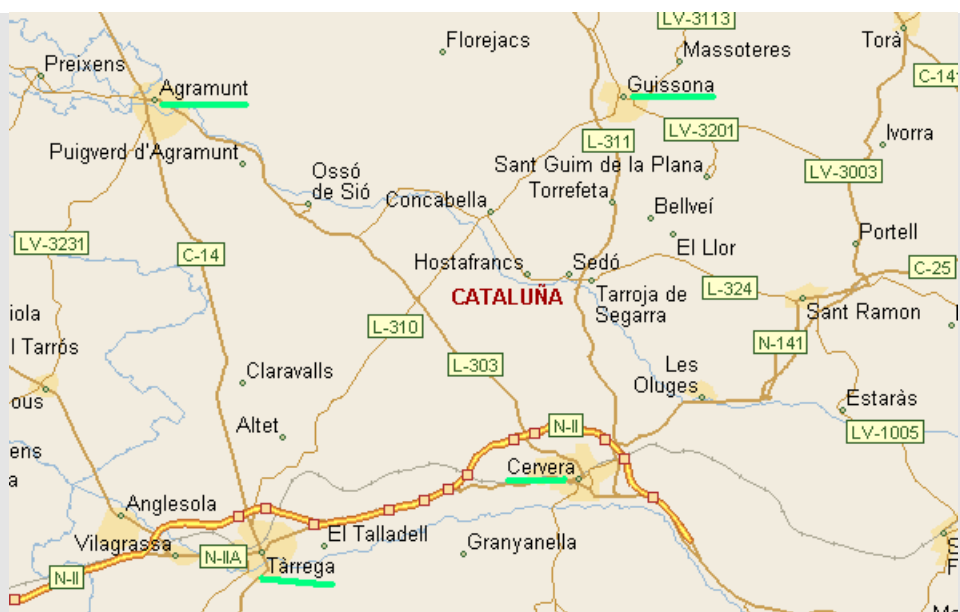 LV-3113
Florejacs
Massoteres
Torà
Preixens
C-14
Agramunt
Guissona
LV-3201
L-311
Ivorra
Puigverd d'Agramunt
Sant Guim de la Plana
LV-3003
Ossó
de Sió
Torrefeta
Concabella
Bellveí
LV-3231
C-14
El Llor
Portell
Hostafrancs
Sedó
C-25
CATALUÑA
Tarroja de
Segarra
L-324
Sant Ramon
iola
L-310
N-141
l Tarrós
L-303
Les
Oluges
Claravalls
ous
Estaràs
Altet
N-II
LV-1005
ens
a
Cervera
Anglesola
Vilagrassa
N-IIA
El Talladell
Granyanella
N-II
Tàrrega
S
F